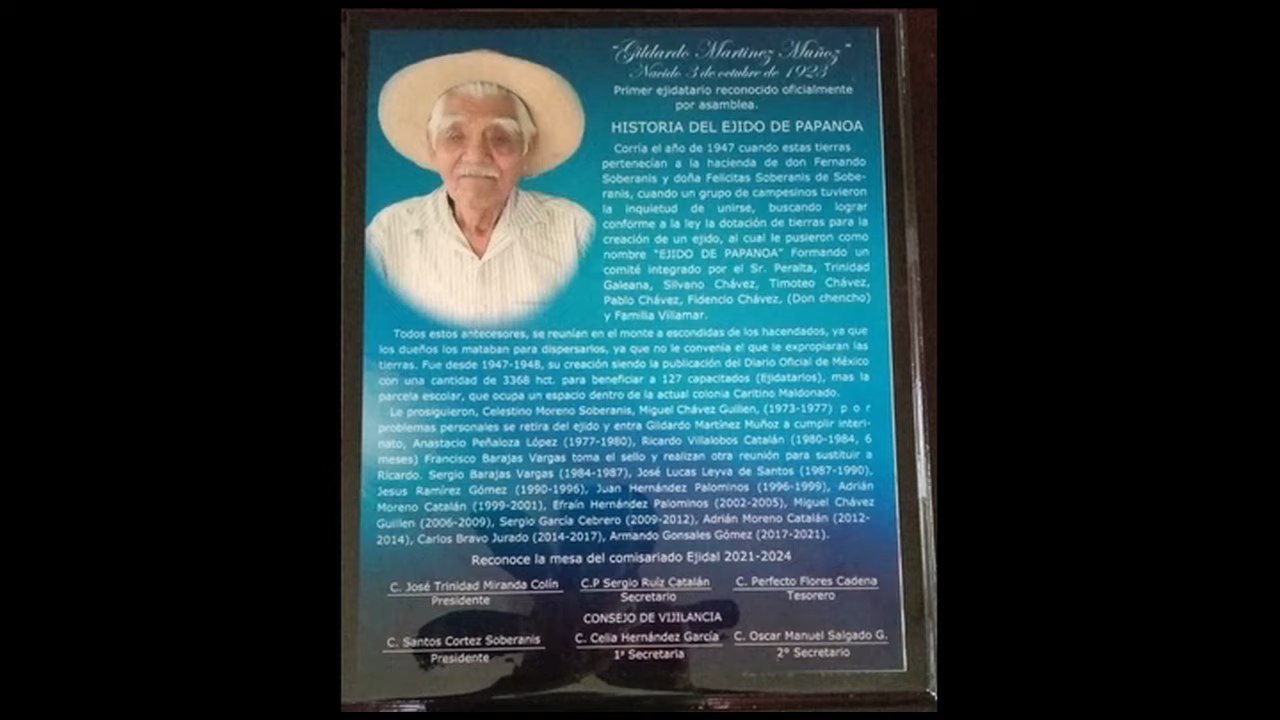 "Gildardo Martinez Muñoz"
Nacido 3 de octubre de 1923
Primer ejidatario reconocido oficialmente
por asamblea.
HISTORIA DEL EJIDO DE PAPANOA
Corría el año de 1947 cuando estas tierras
pertenecían a la hacienda de don Fernando
Soberanis y doña Felicitas Soberanis de Sobe-
ranis, cuando un grupo de campesinos tuvieron
la inquietud de unirse, buscando lograr
conforme a la ley la dotación de tierras para la
creación de un ejido, al cual le pusieron como
nombre "EJIDO DE PAPANOA" Formando un
comité integrado por el Sr. Peralta, Trinidad
Galeana, Silvano Chávez, Timoteo Chávez,
Pablo Chávez, Fidencio Chávez, (Don chencho)
y Familia Villamar.
Todos estos antecesores, se reunían en el monte a escondidas de los hacendados, ya que
los dueños los mataban para dispersarlos, ya que no le convenía el que le expropiaran las
tierras. Fue desde 1947-1948, su creación siendo la publicación del Diario Oficial de México
con una cantidad de 3368 hct. para beneficiar a 127 capacitados (Ejidatarios), mas la
parcela escolar, que ocupa un espacio dentro de la actual colonia Caritino Maldonado.
Le prosiguieron, Celestino Moreno Soberanis, Miguel Chávez Guillen, (1973-1977) p o r
problemas personales se retira del ejido y entra Gildardo Martínez Muñoz a cumplir interi-
nato, Anastacio Peñaloza López (1977-1980), Ricardo Villalobos Catalán (1980-1984, 6
meses) Francisco Barajas Vargas toma el sello y realizan otra reunión para sustituir a
Ricardo. Sergio Barajas Vargas (1984-1987), José Lucas Leyva de Santos (1987-1990),
Jesus Ramírez Gómez (1990-1996), Juan Hernández Palominos (1996-1999), Adrián
Moreno Catalán (1999-2001), Efraín Hernández Palominos (2002-2005), Miguel Chávez
Guillen (2006-2009), Sergio García Cebrero (2009-2012), Adrián Moreno Catalán (2012-
2014), Carlos Bravo Jurado (2014-2017), Armando Gonsales Gómez (2017-2021).
Reconoce la mesa del comisariado Ejidal 2021-2024
C. José Trinidad Miranda Colín C.P Sergio Ruiz Catalán C. Perfecto Flores Cadena
Presidente Secretario Tesorero
CONSEJO DE VIJILANCIA
C. Santos Cortez Soberanis C. Celia Hernández García C. Oscar Manuel Salgado G.
Presidente 1ª Secretaria 2º Secretario